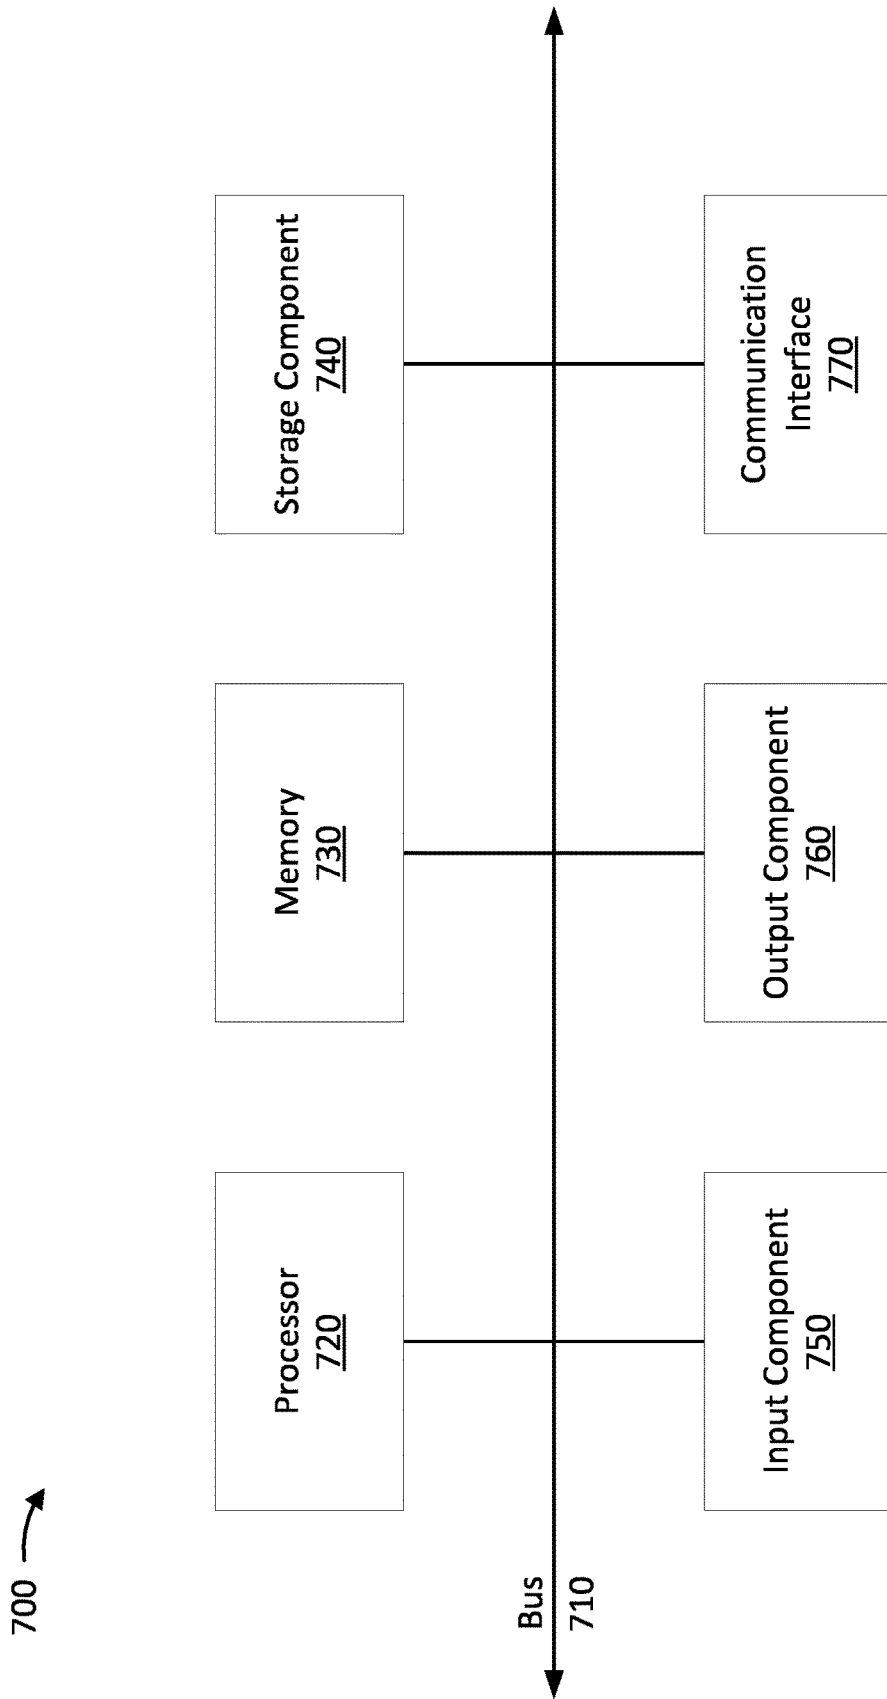 700
Processor
720
Memory
730
Storage Component
740
Bus
710
Input Component
750
Output Component
760
Communication
Interface
770